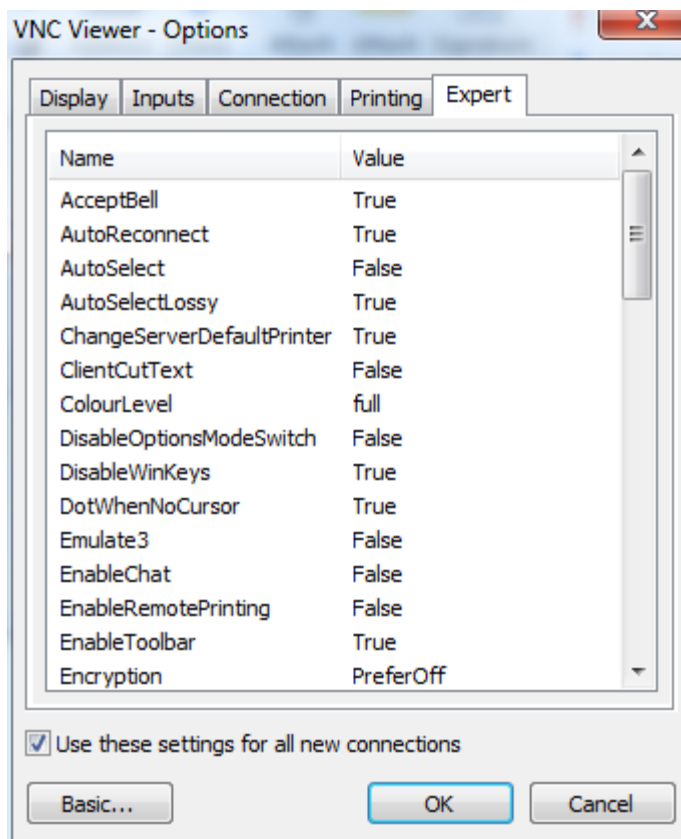 VNC Viewer - Options
Display Inputs Connection Printing Expert
Name Value
AcceptBell True
AutoReconnect True
AutoSelect False
AutoSelectLossy True
ChangeServerDefaultPrinter True
ClientCutText False
ColourLevel full
DisableOptionsModeSwitch False
DisableWinKeys True
DotWhenNoCursor True
Emulate3 False
EnableChat False
EnableRemotePrinting False
EnableToolbar True
Encryption PreferOff
Use these settings for all new connections
Basic... OK Cancel